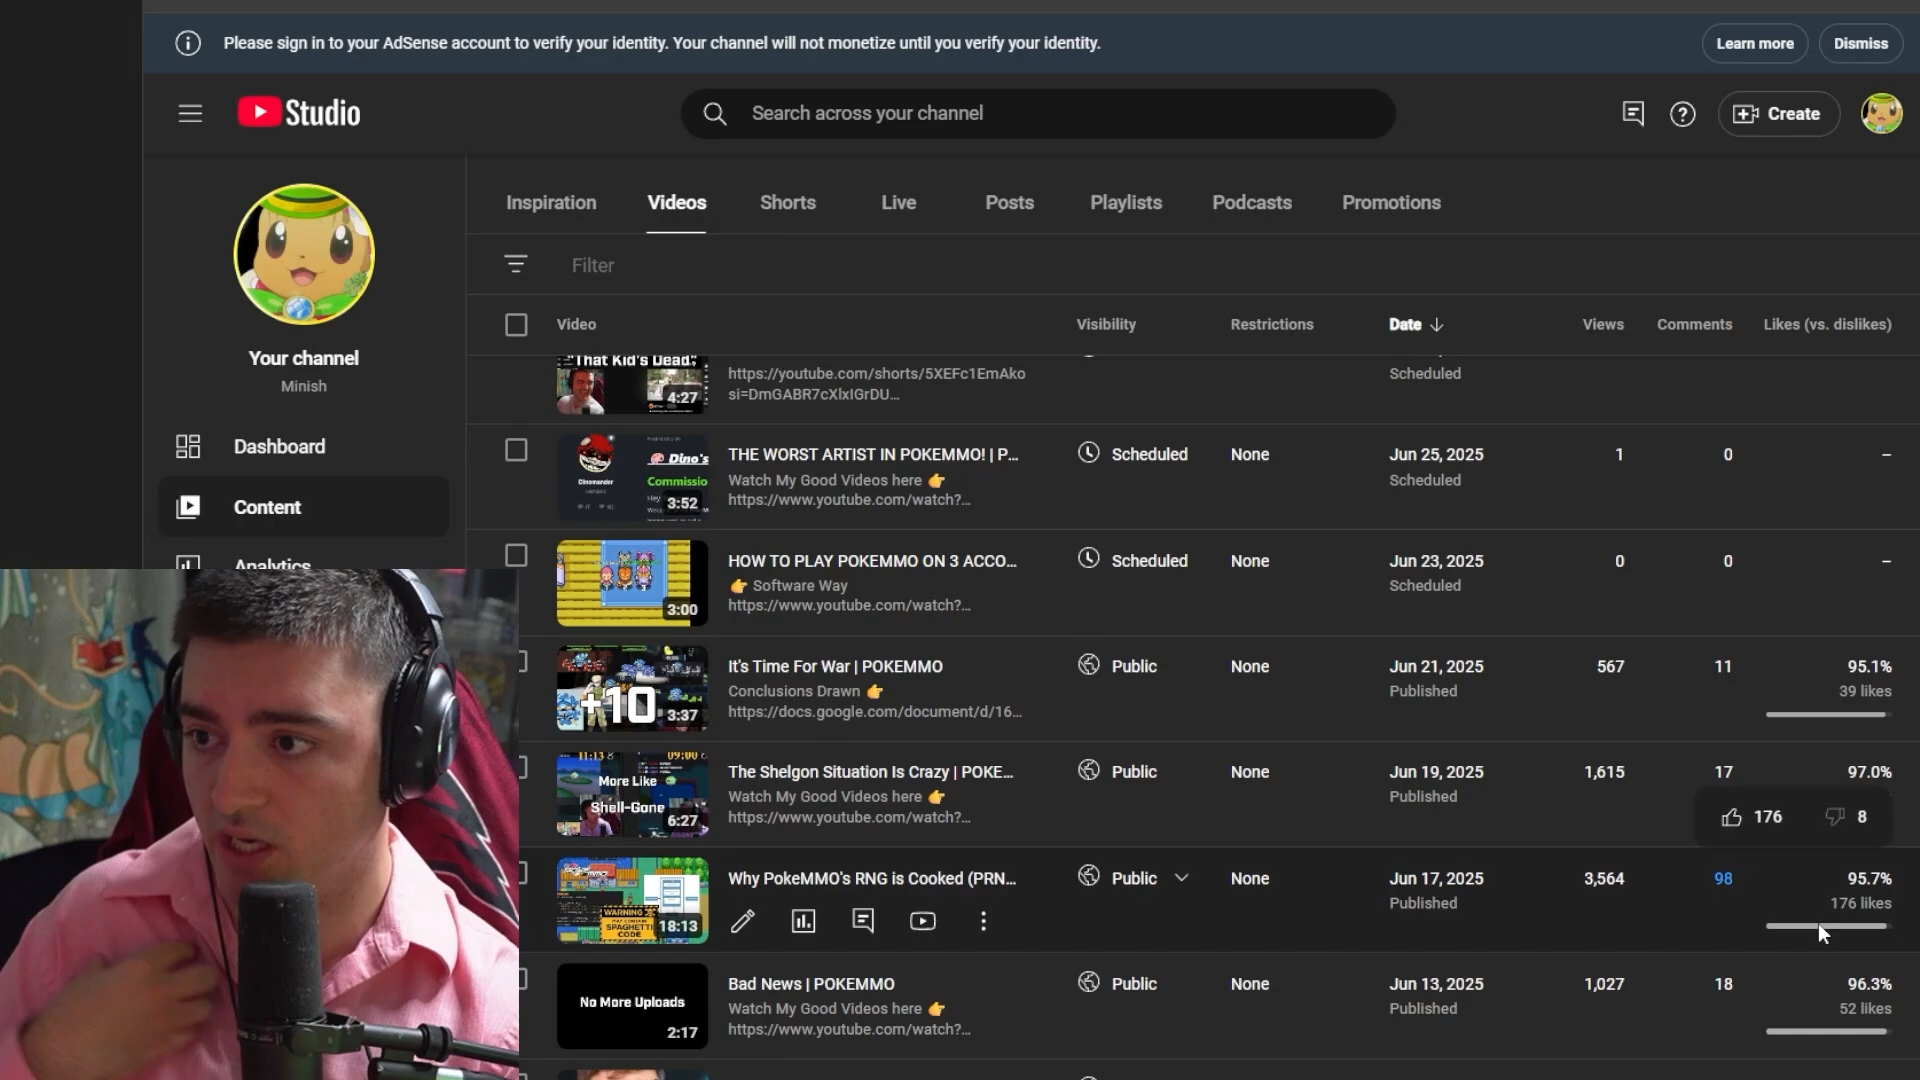 Please sign in to your AdSense account to verify your identity. Your channel will not monetize until you verify your identity.
Learn more
Dismiss
Studio
Search across your channel
Create
Your channel
Minish
Dashboard
Content
Analytics
Inspiration
Videos
Shorts
Live
Posts
Playlists
Podcasts
Promotions
Filter
Video
Visibility
Restrictions
Date
Views
Comments
Likes (vs. dislikes)
"That Kid's Dead"
4:27
https://youtube.com/shorts/5XEFc1EmAko
si=DmGABR7cXlxIGrDU…
Scheduled
Dino's
Commissio
Dinomander
3:52
THE WORST ARTIST IN POKEMMO! | P…
Watch My Good Videos here 👉
https://www.youtube.com/watch?…
Scheduled
None
Jun 25, 2025
Scheduled
1
0
–
3:00
HOW TO PLAY POKEMMO ON 3 ACCO…
👉 Software Way
https://www.youtube.com/watch?…
Scheduled
None
Jun 23, 2025
Scheduled
0
0
–
+10
3:37
It's Time For War | POKEMMO
Conclusions Drawn 👉
https://docs.google.com/document/d/16…
Public
None
Jun 21, 2025
Published
567
11
95.1%
39 likes
11:13
09:00
More Like
Shell-Gone
6:27
The Shelgon Situation Is Crazy | POKE…
Watch My Good Videos here 👉
https://www.youtube.com/watch?…
Public
None
Jun 19, 2025
Published
1,615
17
97.0%
176
8
WARNING
SPAGHETTI
CODE
18:13
Why PokeMMO's RNG is Cooked (PRN…
Public
None
Jun 17, 2025
Published
3,564
98
95.7%
176 likes
No More Uploads
2:17
Bad News | POKEMMO
Watch My Good Videos here 👉
https://www.youtube.com/watch?…
Public
None
Jun 13, 2025
Published
1,027
18
96.3%
52 likes